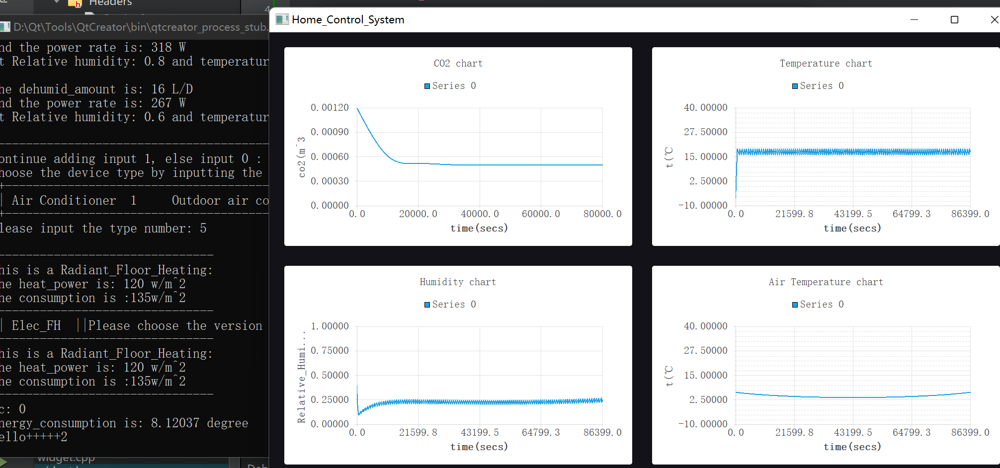 Headers
4
D:\Qt\Tools\QtCreator\bin\qtcreator_process_stub.
nd the power rate is: 318 W
t Relative humidity: 0.8 and temperatur
he dehumid_amount is: 16 L/D
nd the power rate is: 267 W
t Relative humidity: 0.6 and temperatur
ontinue adding input 1, else input 0 :
hoose the device type by inputting the
Air Conditioner 1 Outdoor air co
lease input the type number: 5
his is a Radiant_Floor_Heating:
he heat_power is: 120 w/m^2
he consumption is :135w/m^2
| Elec_FH ||Please choose the version
his is a Radiant_Floor_Heating:
he heat_power is: 120 w/m^2
he consumption is :135w/m^2
c: 0
nergy_consumption is: 8.12037 degree
ello+++++2
widget.cpp
Home_Control_System
CO2 chart
Series 0
0.00120
0.00090
0.00060
0.00030
0.00000
co2(m^3
0.0 20000.0 40000.0 60000.0 80000.0
time(secs)
Temperature chart
Series 0
40.00000
27.50000
15.00000
2.50000
-10.00000
t(℃
0.0 21599.8 43199.5 64799.3 86399.0
time(secs)
Humidity chart
Series 0
1.00000
0.75000
0.50000
0.25000
0.00000
Relative_Humi...
0.0 21599.8 43199.5 64799.3 86399.0
time(secs)
Air Temperature chart
Series 0
40.00000
27.50000
15.00000
2.50000
-10.00000
t(℃
0.0 21599.8 43199.5 64799.3 86399.0
time(secs)